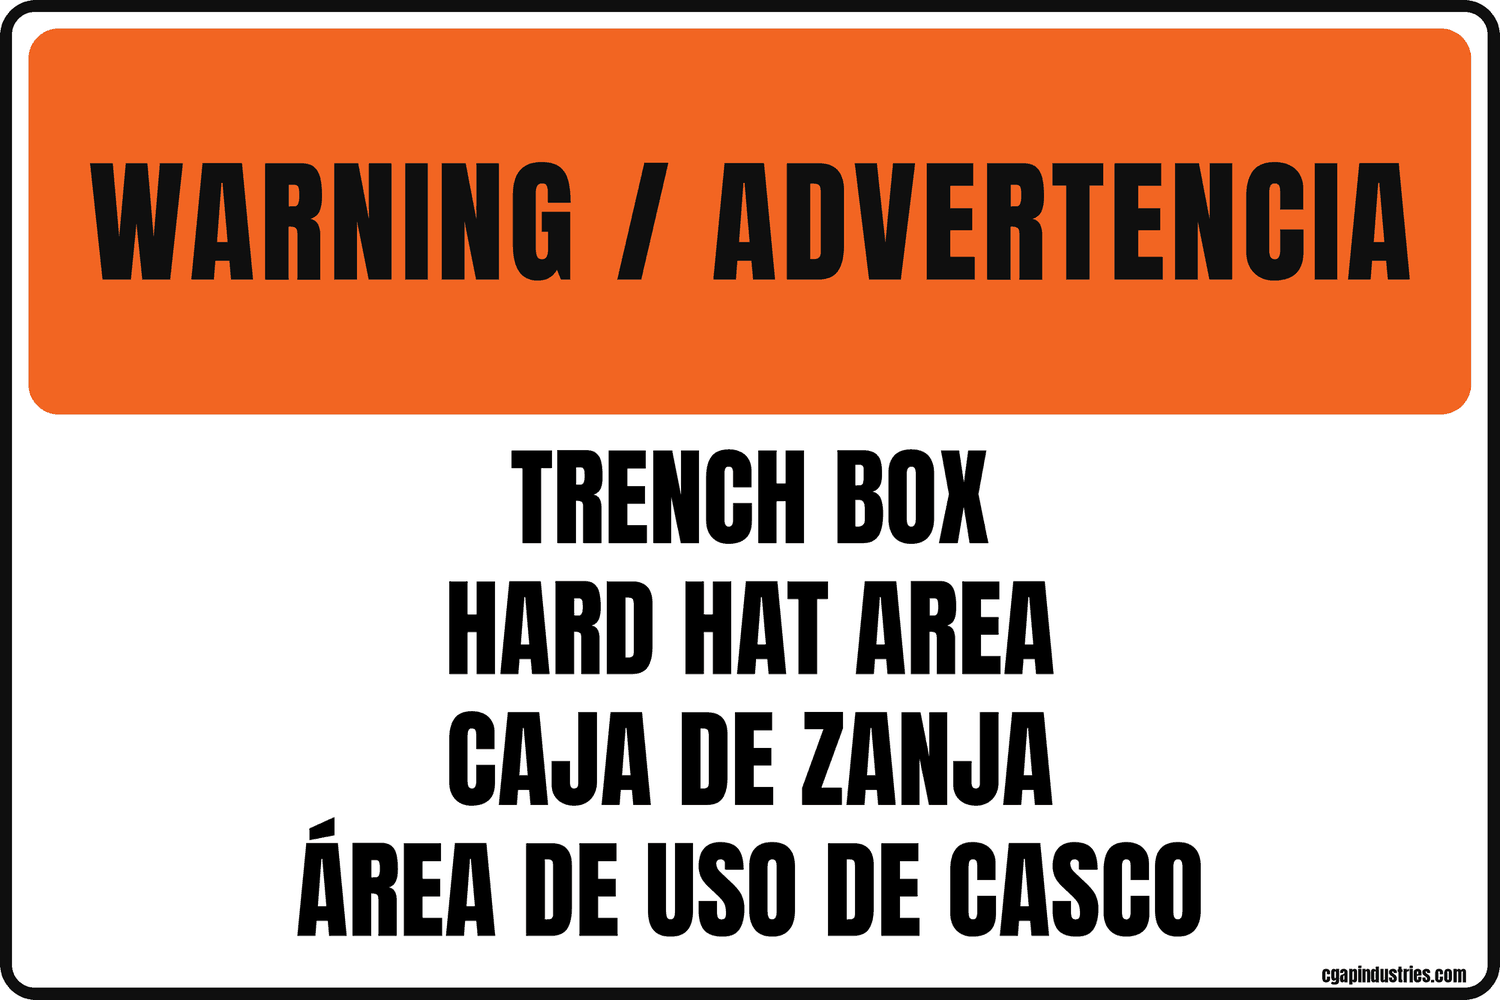 WARNING / ADVERTENCIA
TRENCH BOX
HARD HAT AREA
CAJA DE ZANJA
ÁREA DE USO DE CASCO
cgapindustries.com